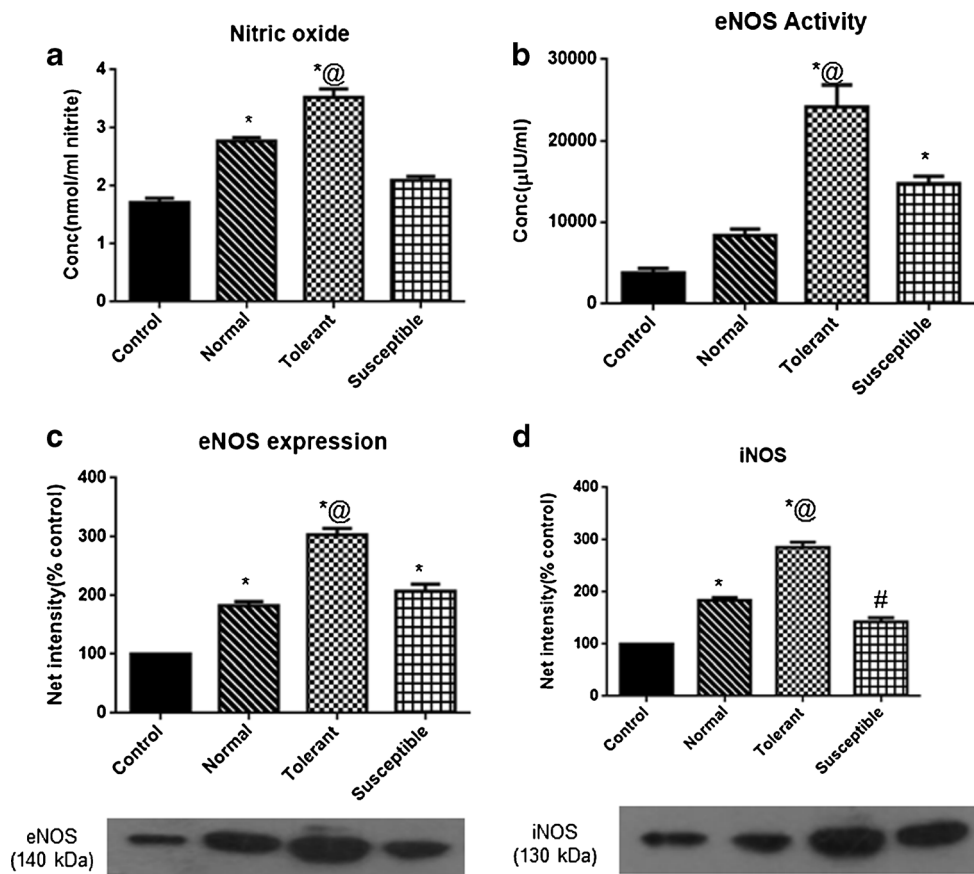 a
Nitric oxide
Conc(nmol/ml nitrite)
4
3
2
1
0
*
*@
Control
Normal
Tolerant
Susceptible
b
eNOS Activity
Conc(µIU/ml)
30000
20000
10000
0
*@
*
Control
Normal
Tolerant
Susceptible
c
eNOS expression
Net intensity(% control)
400
300
200
100
0
*
*@
*
Control
Normal
Tolerant
Susceptible
eNOS
(140 kDa)
d
iNOS
Net intensity(% control)
400
300
200
100
0
*
*@
#
Control
Normal
Tolerant
Susceptible
iNOS
(130 kDa)